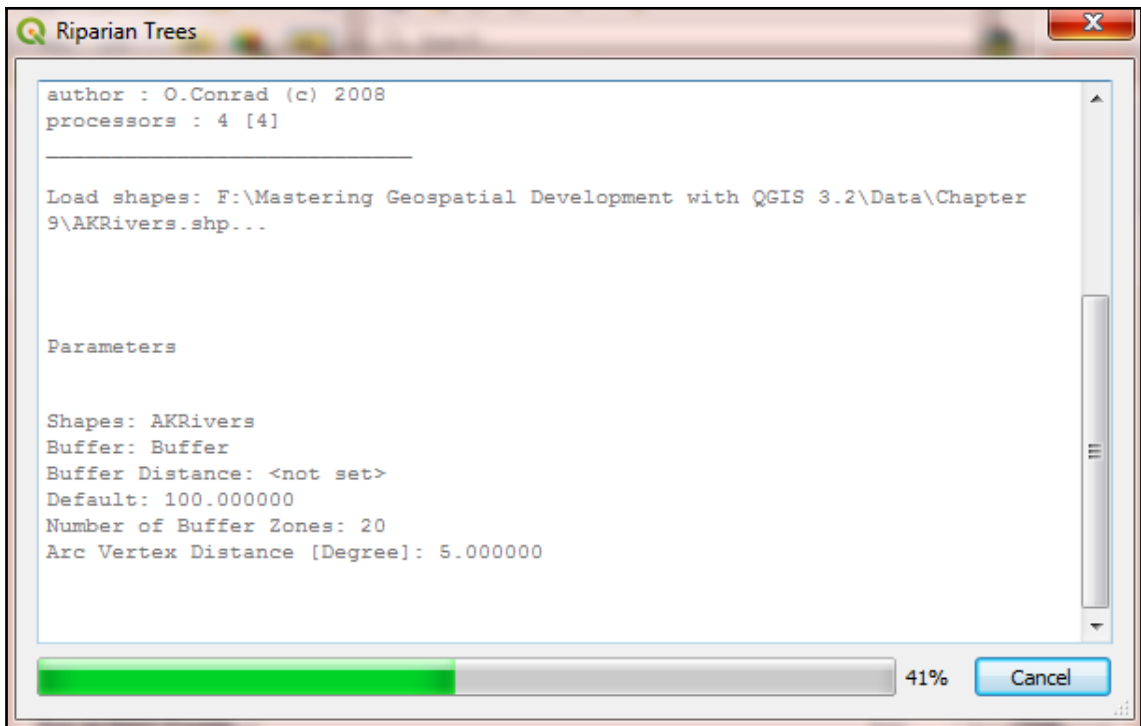 Riparian Trees
author : O.Conrad (c) 2008
processors : 4 [4]
Load shapes: F:\Mastering Geospatial Development with QGIS 3.2\Data\Chapter
9\AKRivers.shp...
Parameters
Shapes: AKRivers
Buffer: Buffer
Buffer Distance: <not set>
Default: 100.000000
Number of Buffer Zones: 20
Arc Vertex Distance [Degree]: 5.000000
41%
Cancel